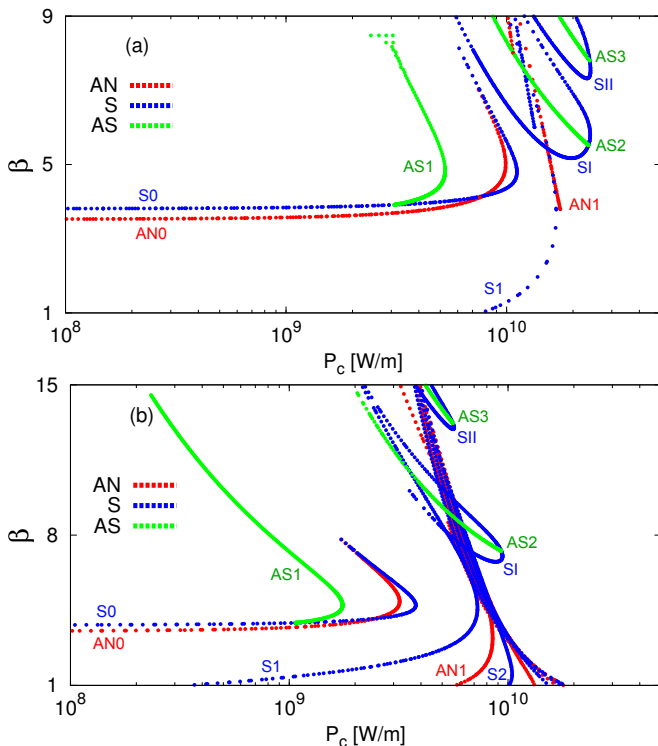 9
(a)
AN
S
AS
AS3
SII
AS2
AS1
SI
5
β
S0
AN0
AN1
S1
1
10^8
10^9
10^10
P_c [W/m]
15
(b)
AS3
SII
AN
S
AS
8
β
AS2
SI
AS1
S0
AN0
S1
AN1
S2
1
10^8
10^9
10^10
P_c [W/m]